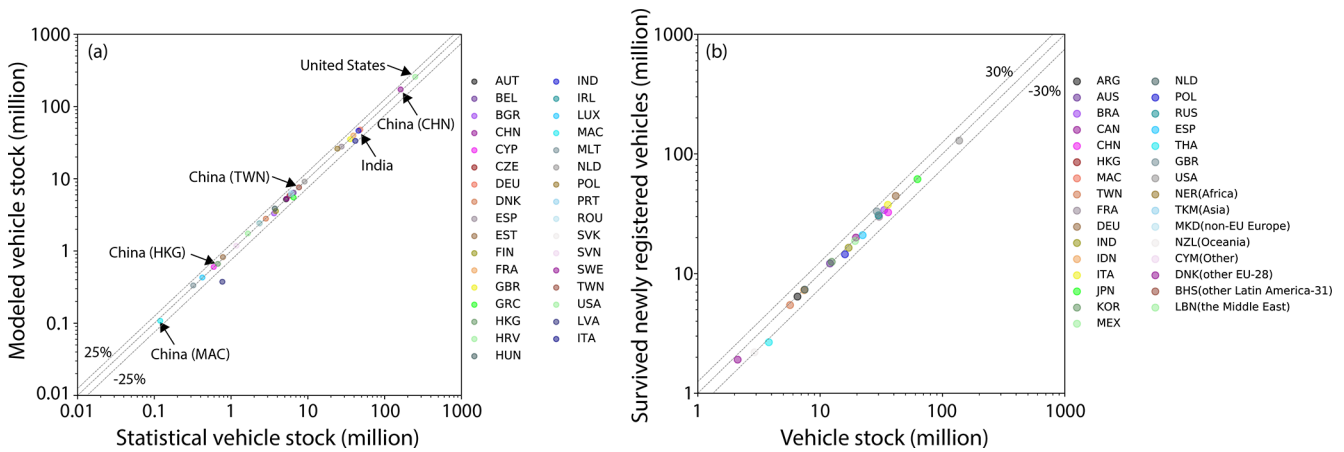 (a)
1000
100
10
1
0.1
0.01
Modeled vehicle stock (million)
United States
China (CHN)
India
China (TWN)
China (HKG)
China (MAC)
25%
-25%
0.01
0.1
1
10
100
1000
Statistical vehicle stock (million)
AUT
BEL
BGR
CHN
CYP
CZE
DEU
DNK
ESP
EST
FIN
FRA
GBR
GRC
HKG
HRV
HUN
IND
IRL
LUX
MAC
MLT
NLD
POL
PRT
ROU
SVK
SVN
SWE
TWN
USA
LVA
ITA
(b)
1000
100
10
1
Survived newly registered vehicles (million)
30%
-30%
1
10
100
1000
Vehicle stock (million)
ARG
AUS
BRA
CAN
CHN
HKG
MAC
TWN
FRA
DEU
IND
IDN
ITA
JPN
KOR
MEX
NLD
POL
RUS
ESP
THA
GBR
USA
NER(Africa)
TKM(Asia)
MKD(non-EU Europe)
NZL(Oceania)
CYM(Other)
DNK(other EU-28)
BHS(other Latin America-31)
LBN(the Middle East)